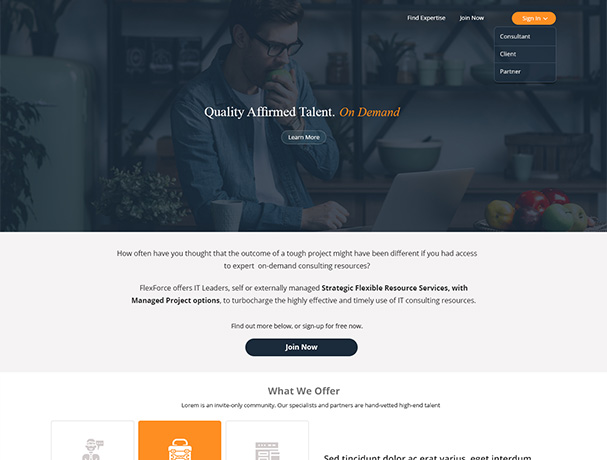 Find Expertise
Join Now
Sign In
Consultant
Client
Partner
Quality Affirmed Talent. On Demand
Learn More
How often have you thought that the outcome of a tough project might have been different if you had access
to expert on-demand consulting resources?
FlexForce offers IT Leaders, self or externally managed Strategic Flexible Resource Services, with
Managed Project options, to turbocharge the highly effective and timely use of IT consulting resources.
Find out more below, or sign-up for free now.
Join Now
What We Offer
Lorem is an invite-only community. Our specialists and partners are hand-vetted high-end talent
Sed tincidunt dolor ac erat varius, eget interdum